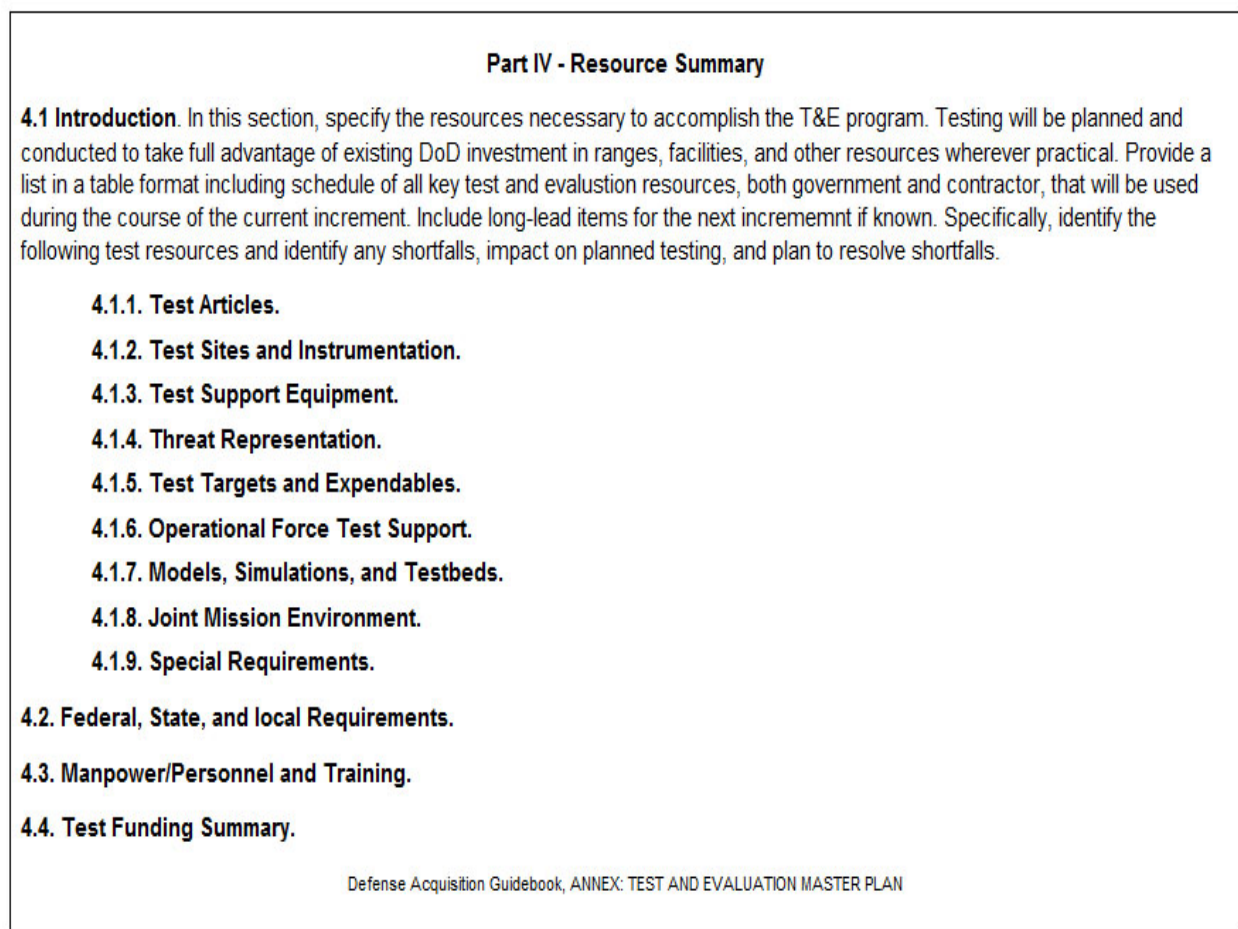 Part IV - Resource Summary
4.1 Introduction. In this section, specify the resources necessary to accomplish the T&E program. Testing will be planned and
conducted to take full advantage of existing DoD investment in ranges, facilities, and other resources wherever practical. Provide a
list in a table format including schedule of all key test and evalustion resources, both government and contractor, that will be used
during the course of the current increment. Include long-lead items for the next incrememnt if known. Specifically, identify the
following test resources and identify any shortfalls, impact on planned testing, and plan to resolve shortfalls.
4.1.1. Test Articles.
4.1.2. Test Sites and Instrumentation.
4.1.3. Test Support Equipment.
4.1.4. Threat Representation.
4.1.5. Test Targets and Expendables.
4.1.6. Operational Force Test Support.
4.1.7. Models, Simulations, and Testbeds.
4.1.8. Joint Mission Environment.
4.1.9. Special Requirements.
4.2. Federal, State, and local Requirements.
4.3. Manpower/Personnel and Training.
4.4. Test Funding Summary.
Defense Acquisition Guidebook, ANNEX: TEST AND EVALUATION MASTER PLAN